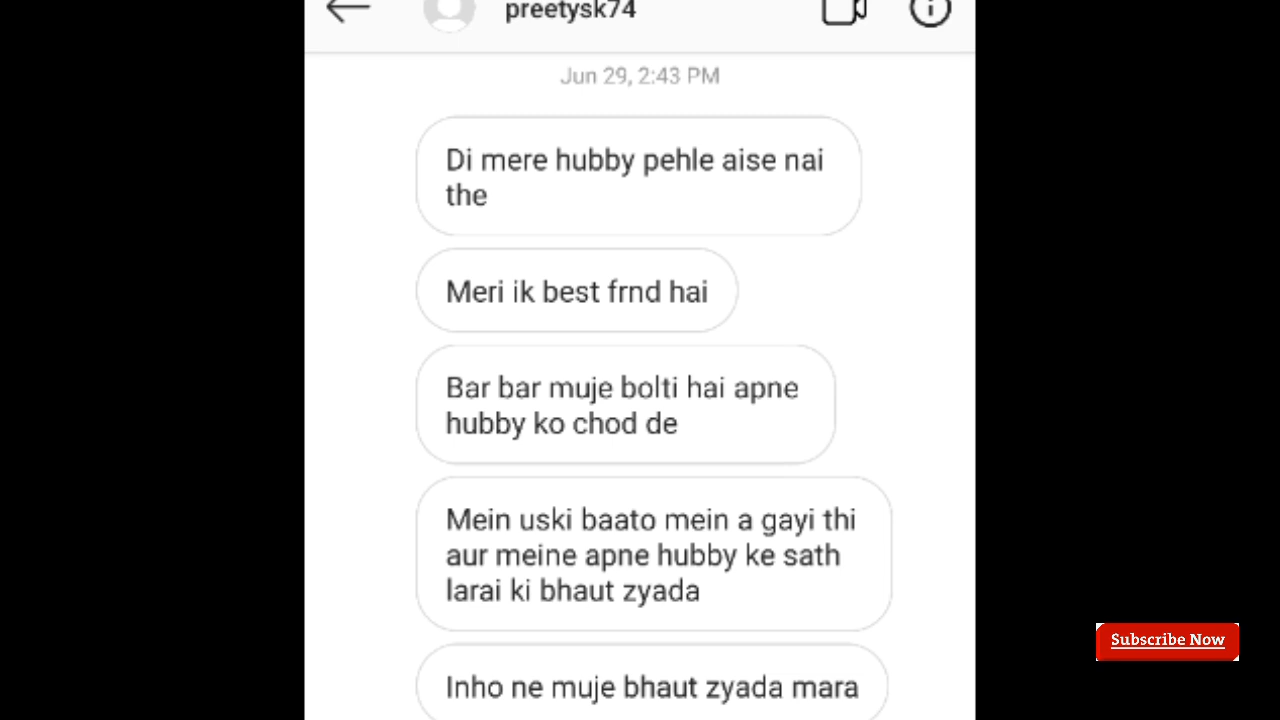 preetysk74
Jun 29, 2:43 PM
Di mere hubby pehle aise nai
the
Meri ik best frnd hai
Bar bar muje bolti hai apne
hubby ko chod de
Mein uski baato mein a gayi thi
aur meine apne hubby ke sath
larai ki bhaut zyada
Inho ne muje bhaut zyada mara
Subscribe Now